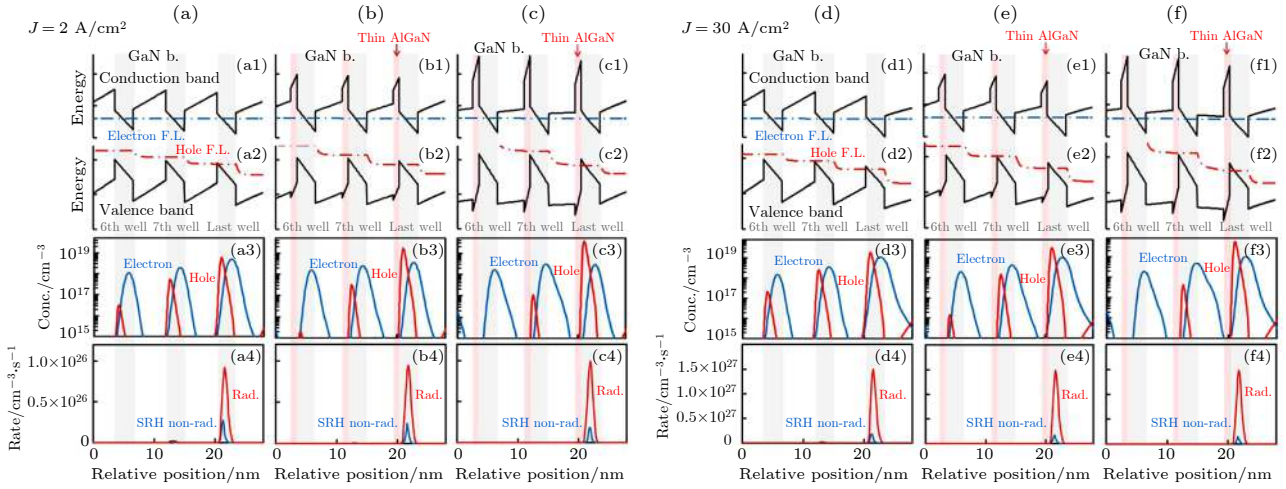 (a) (b) (c) (d) (e) (f)
J = 2 A/cm² J = 30 A/cm²
Thin AlGaN Thin AlGaN Thin AlGaN Thin AlGaN
GaN b. GaN b. GaN b. GaN b. GaN b. GaN b.
(a1) (b1) (c1) (d1) (e1) (f1)
Energy Conduction band Energy Conduction band
Electron F.L. Electron F.L.
Hole F.L. Hole F.L.
(a2) (b2) (c2) (d2) (e2) (f2)
Energy Energy
Valence band Valence band
6th well 7th well Last well 6th well 7th well Last well 6th well 7th well Last well 6th well 7th well Last well 6th well 7th well Last well 6th well 7th well Last well
(a3) (b3) (c3) (d3) (e3) (f3)
Conc./cm⁻³ 10¹⁹ Conc./cm⁻³ 10¹⁹
Electron Electron Electron Electron Electron Electron
Hole Hole Hole Hole Hole Hole
10¹⁷ 10¹⁷
10¹⁵ 10¹⁵
(a4) (b4) (c4) (d4) (e4) (f4)
Rate/cm⁻³·s⁻¹ 1.0×10²⁶ Rate/cm⁻³·s⁻¹ 1.50×10²⁷
Rad. Rad. Rad. Rad. Rad. Rad.
0.5×10²⁶ 1.0×10²⁷
0.5×10²⁷
SRH non-rad. SRH non-rad. SRH non-rad. SRH non-rad. SRH non-rad. SRH non-rad.
0 0
0 10 20 0 10 20 0 10 20 0 10 20 0 10 20 0 10 20
Relative position/nm Relative position/nm Relative position/nm Relative position/nm Relative position/nm Relative position/nm